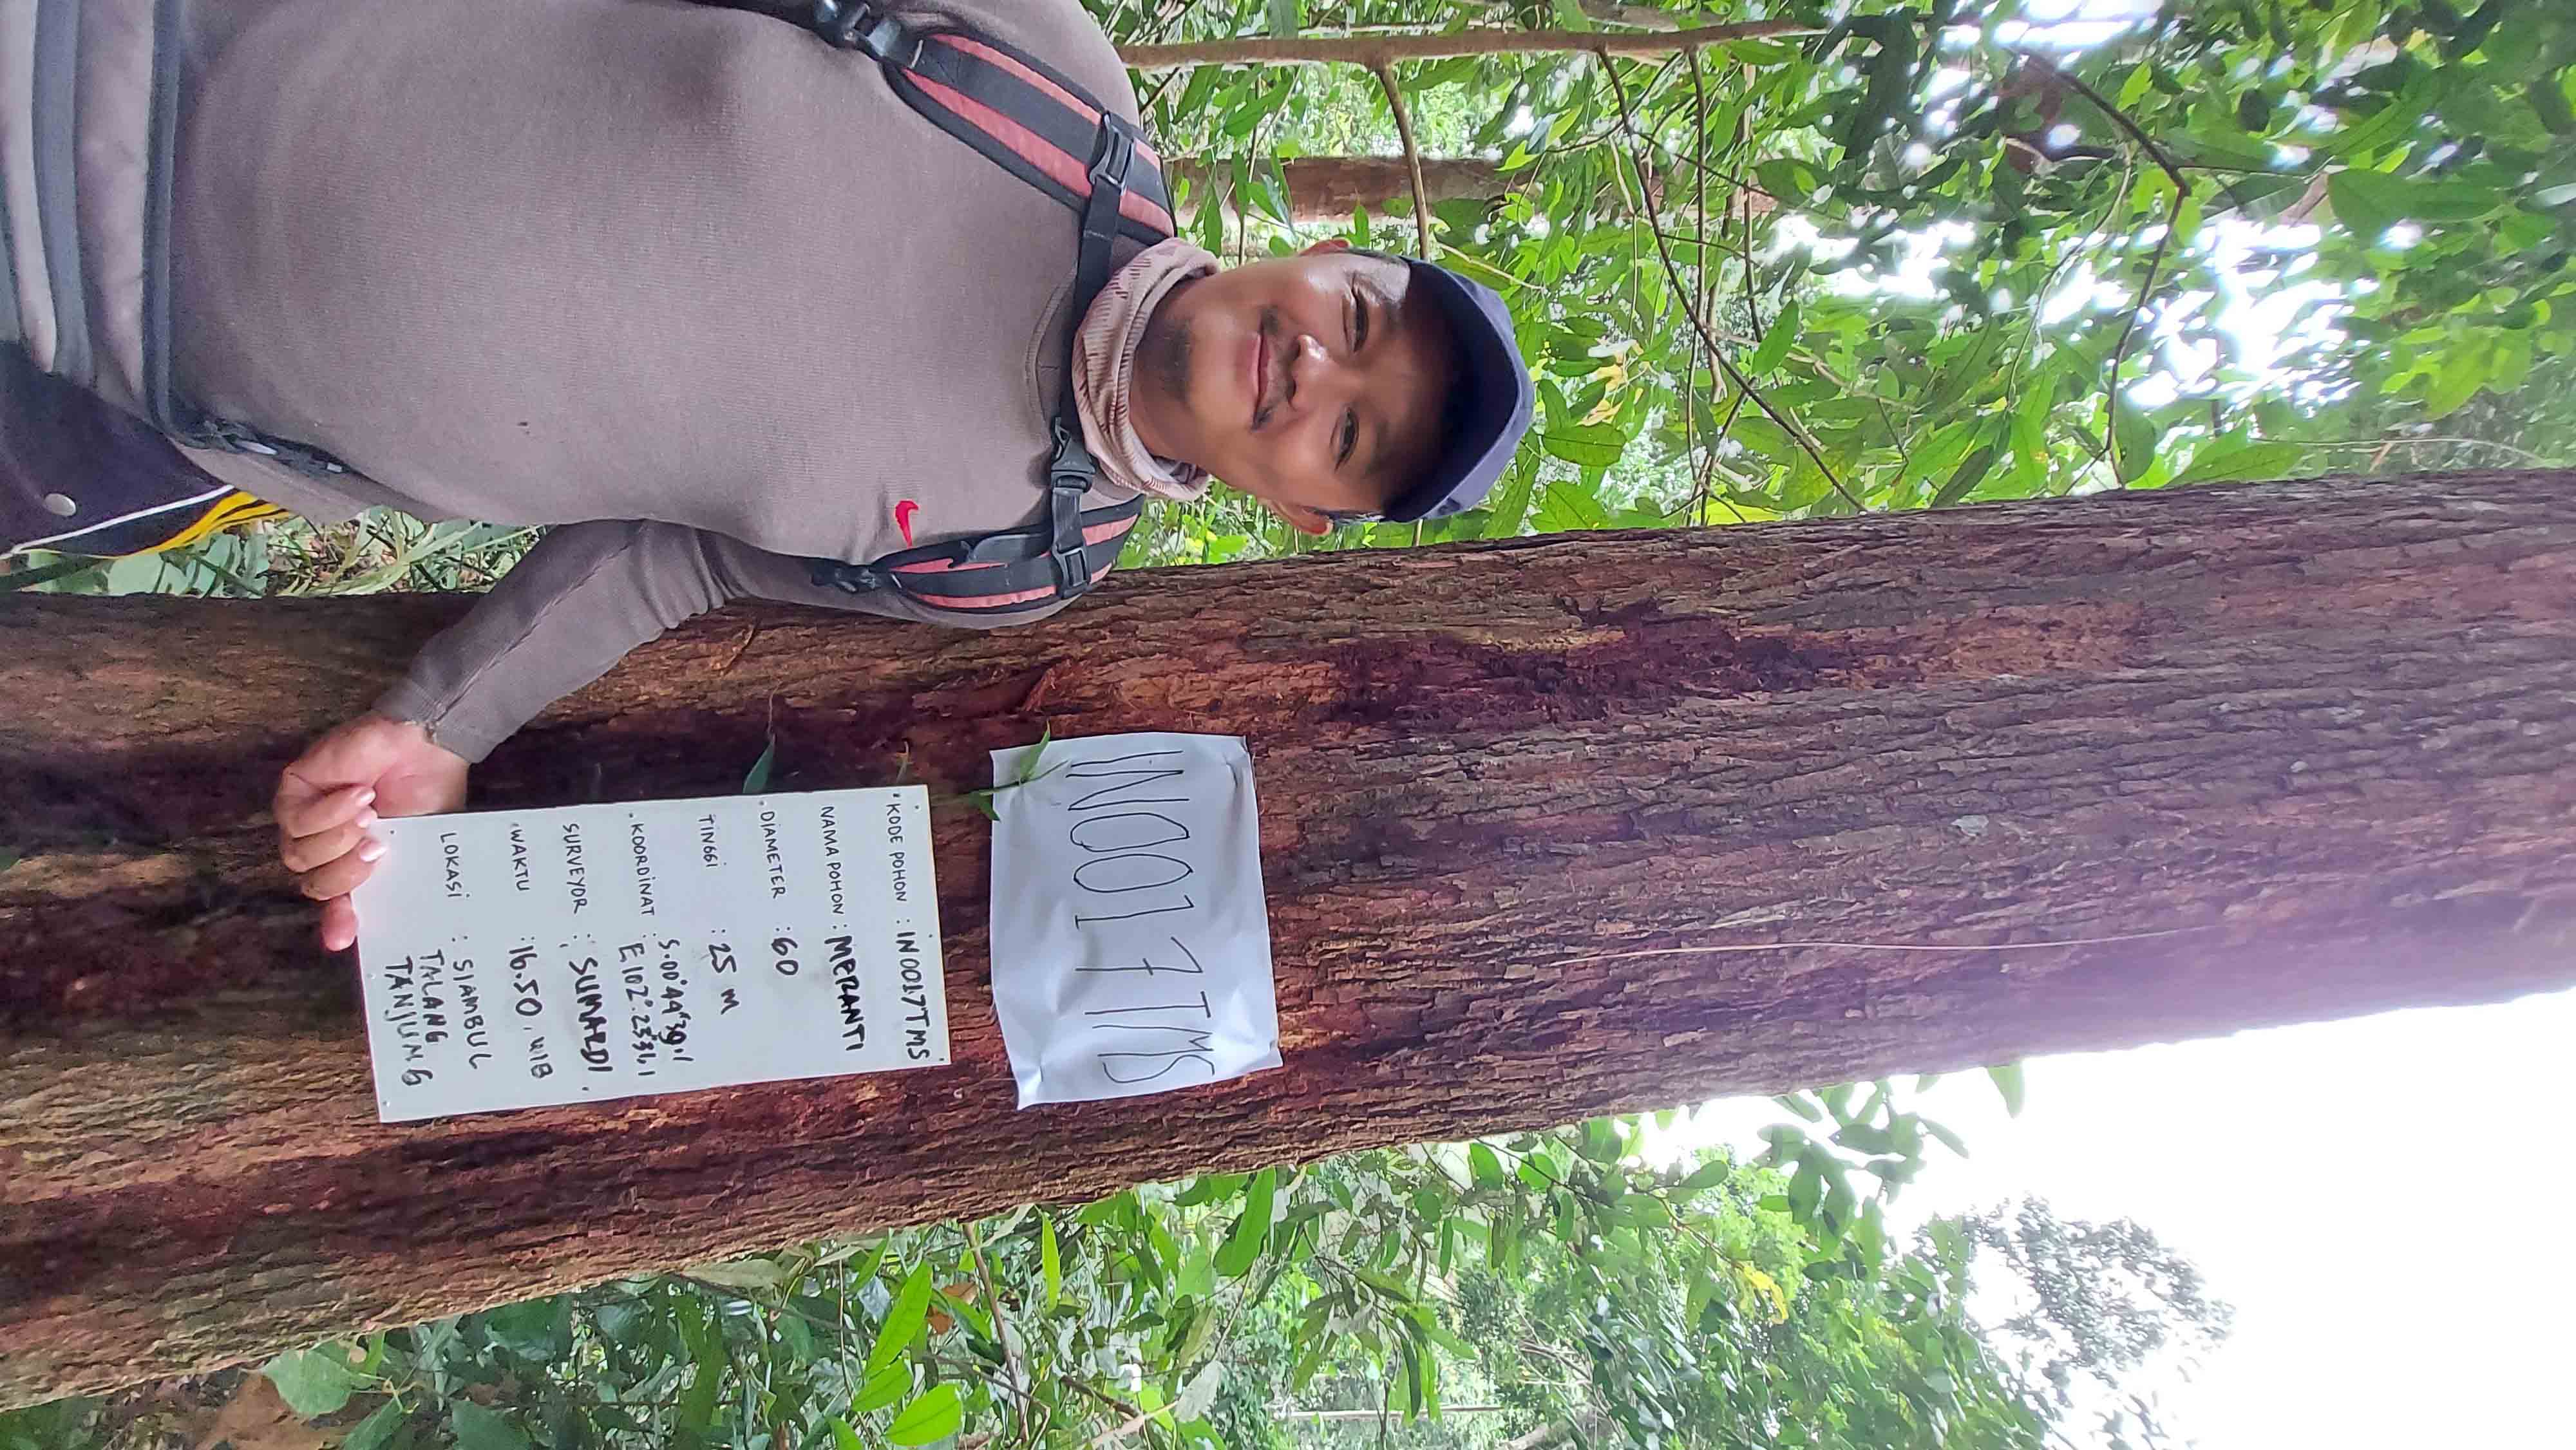 IN0017TMS
KODE POHON : IN0017TMS
NAMA POHON : MERANTI
DIAMETER : 60
TINGGI : 25 M
KOORDINAT : S.00°44'39.1
E 102°.23'36,1
SURVEYOR : SUMARDI
WAKTU : 16.50. WIB
LOKASI : SIAMBUL
TALANG
TANJUNG